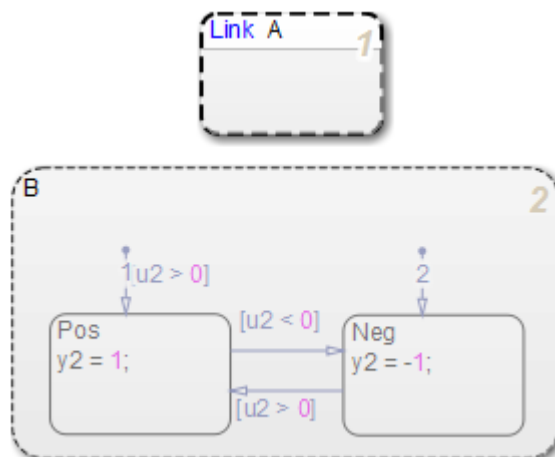 Link A
1
B
2
1[u2 > 0]
2
[u2 < 0]
Pos
y2 = 1;
Neg
y2 = -1;
[u2 > 0]